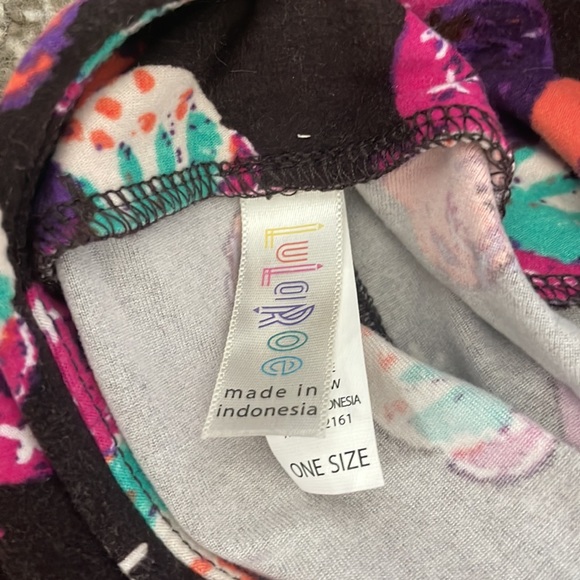 LuLaRoe
made in
indonesia
W
ONESIA
2161
ONE SIZE